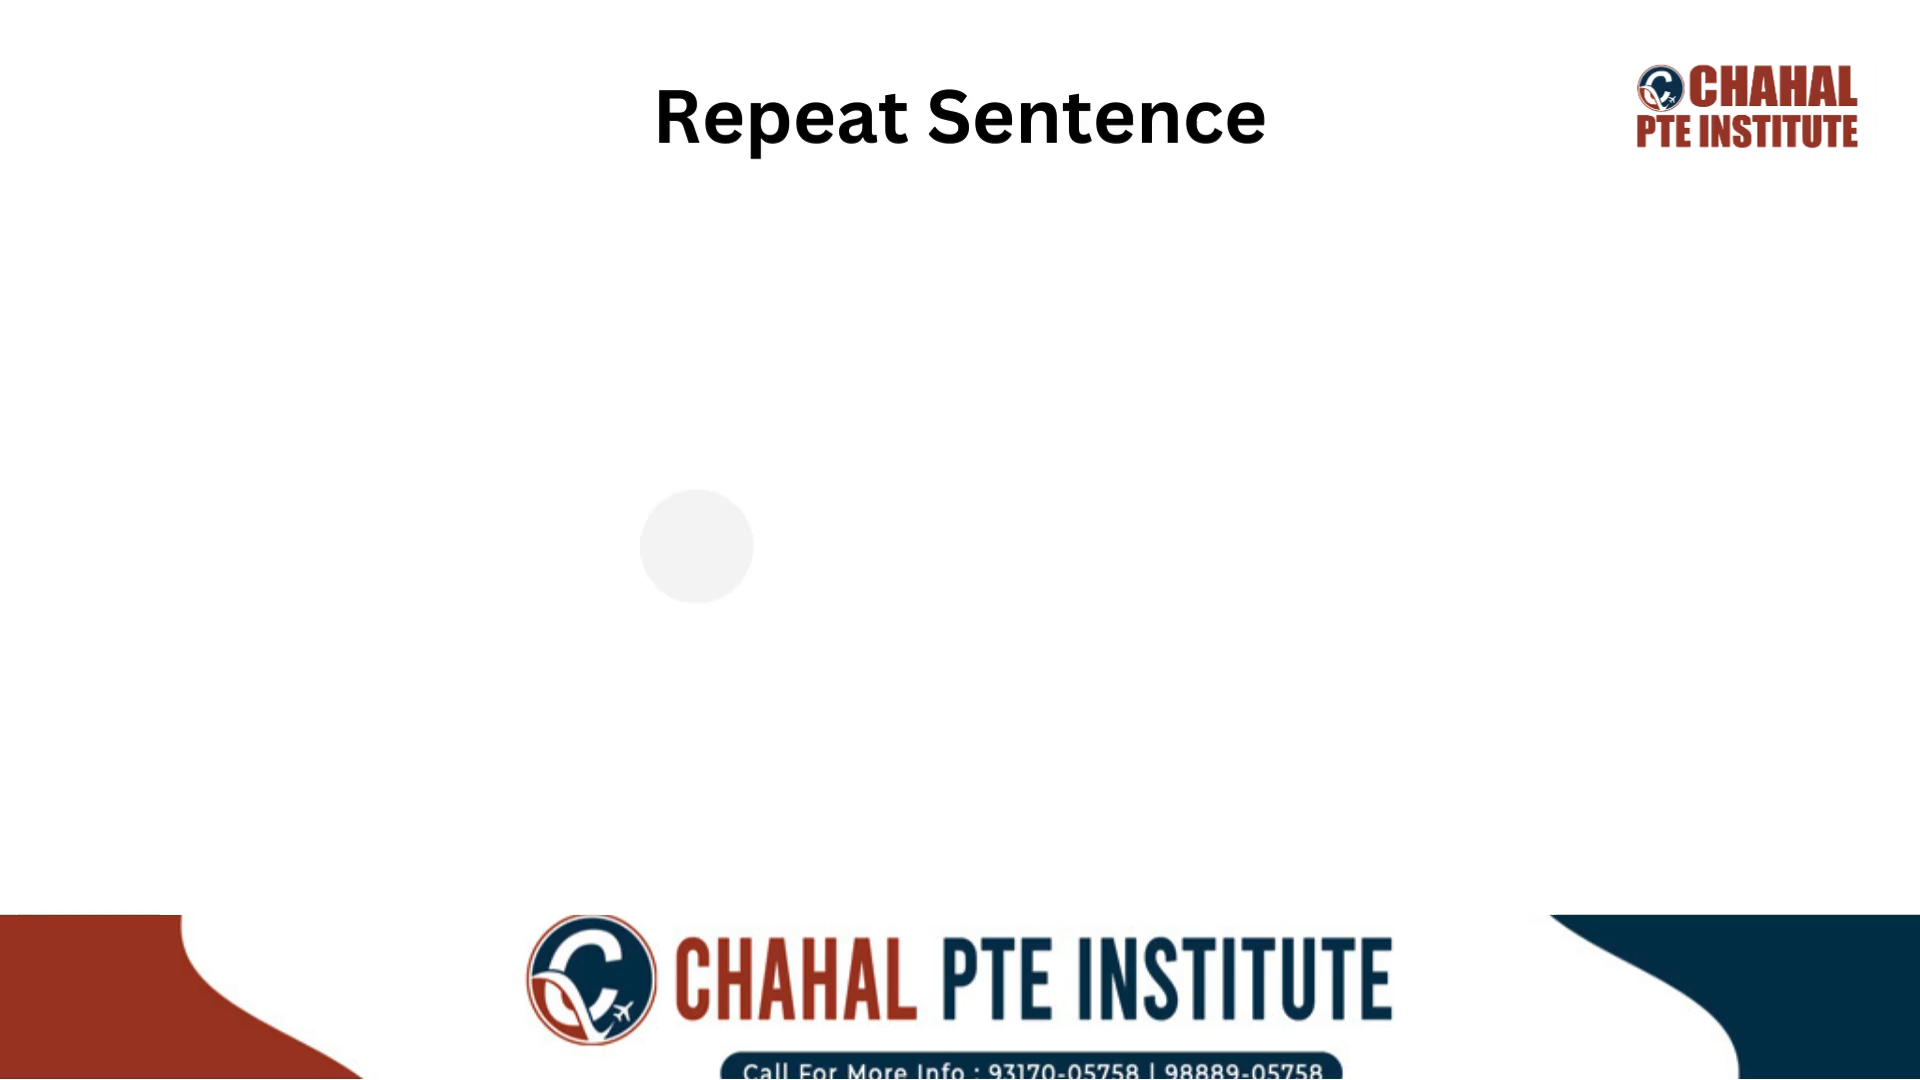 Repeat Sentence
CHAHAL
PTE INSTITUTE
CHAHAL PTE INSTITUTE
Call For More Info : 93170-05758 | 98889-05758